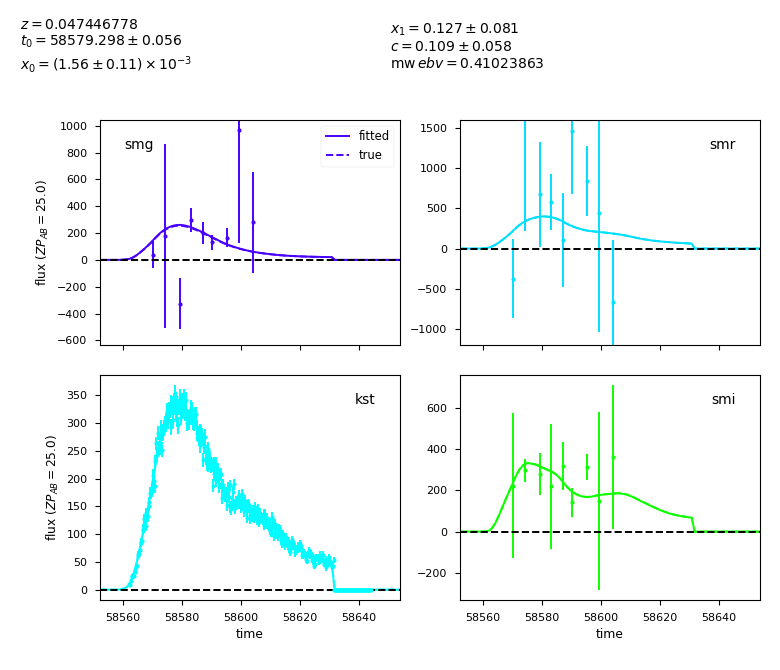 z = 0.047446778
t₀ = 58579.298 ± 0.056
x₀ = (1.56 ± 0.11) × 10⁻³
x₁ = 0.127 ± 0.081
c = 0.109 ± 0.058
mw ebv = 0.41023863
smg
fitted
true
1000
800
600
400
200
0
−200
−400
−600
flux (ZP_AB = 25.0)
smr
1500
1000
500
0
−500
−1000
kst
350
300
250
200
150
100
50
0
flux (ZP_AB = 25.0)
58560 58580 58600 58620 58640
time
smi
600
400
200
0
−200
58560 58580 58600 58620 58640
time